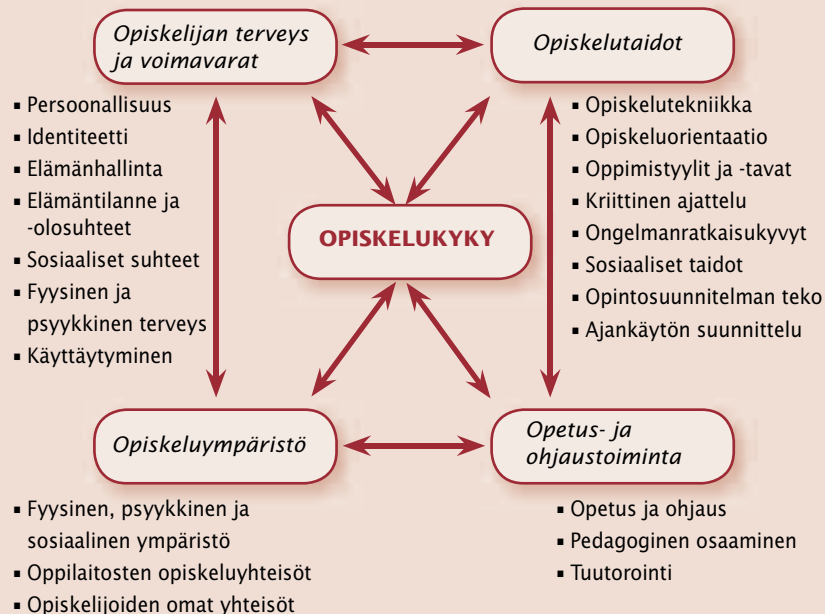 Opiskelijan terveys
ja voimavarat
Opiskelutaidot
▪ Persoonallisuus
▪ Identiteetti
▪ Elämänhallinta
▪ Elämäntilanne ja
-olosuhteet
▪ Sosiaaliset suhteet
▪ Fyysinen ja
psyykkinen terveys
▪ Käyttäytyminen
▪ Opiskelutekniikka
▪ Opiskeluorientaatio
▪ Oppimistyylit ja -tavat
▪ Kriittinen ajattelu
▪ Ongelmanratkaisukyvyt
▪ Sosiaaliset taidot
▪ Opintosuunnitelman teko
▪ Ajankäytön suunnittelu
OPISKELUKYKY
Opiskeluympäristö
Opetus- ja
ohjaustoiminta
▪ Fyysinen, psyykkinen ja
sosiaalinen ympäristö
▪ Oppilaitosten opiskeluyhteisöt
▪ Opiskelijoiden omat yhteisöt
▪ Opetus ja ohjaus
▪ Pedagoginen osaaminen
▪ Tuutorointi